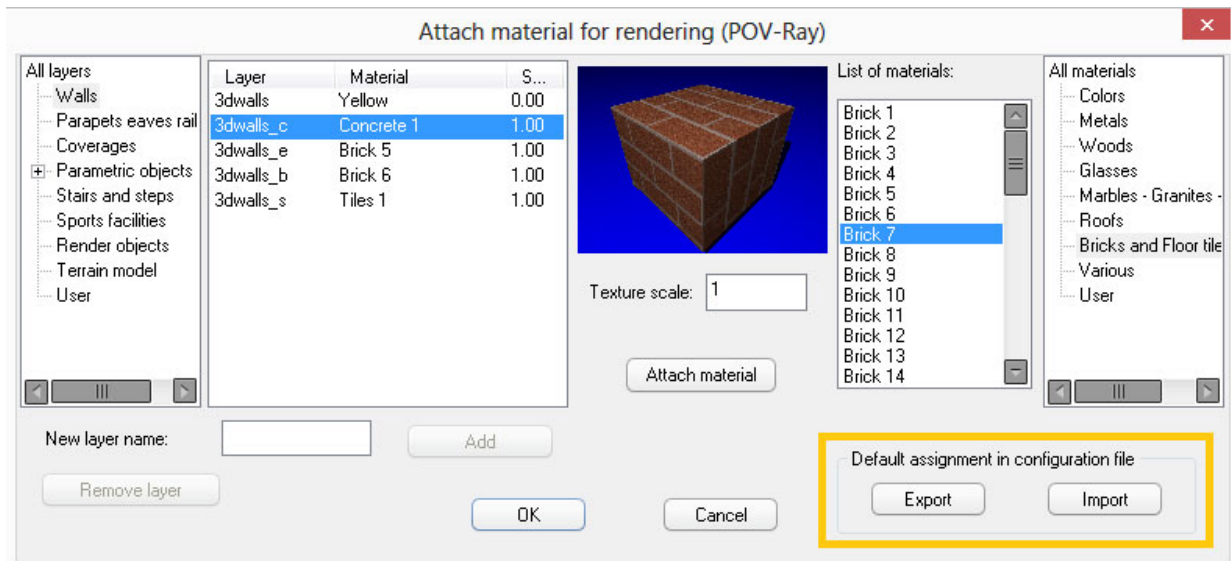 Attach material for rendering (POV-Ray)
All layers
Walls
Parapets eaves rail
Coverages
Parametric objects
Stairs and steps
Sports facilities
Render objects
Terrain model
User
Layer Material S...
3dwalls Yellow 0.00
3dwalls_c Concrete 1 1.00
3dwalls_e Brick 5 1.00
3dwalls_b Brick 6 1.00
3dwalls_s Tiles 1 1.00
Texture scale: 1
Attach material
List of materials:
Brick 1
Brick 2
Brick 3
Brick 4
Brick 5
Brick 6
Brick 7
Brick 8
Brick 9
Brick 10
Brick 11
Brick 12
Brick 13
Brick 14
All materials
Colors
Metals
Woods
Glasses
Marbles - Granites -
Roofs
Bricks and Floor tile
Various
User
New layer name:
Add
Remove layer
OK
Cancel
Default assignment in configuration file
Export
Import